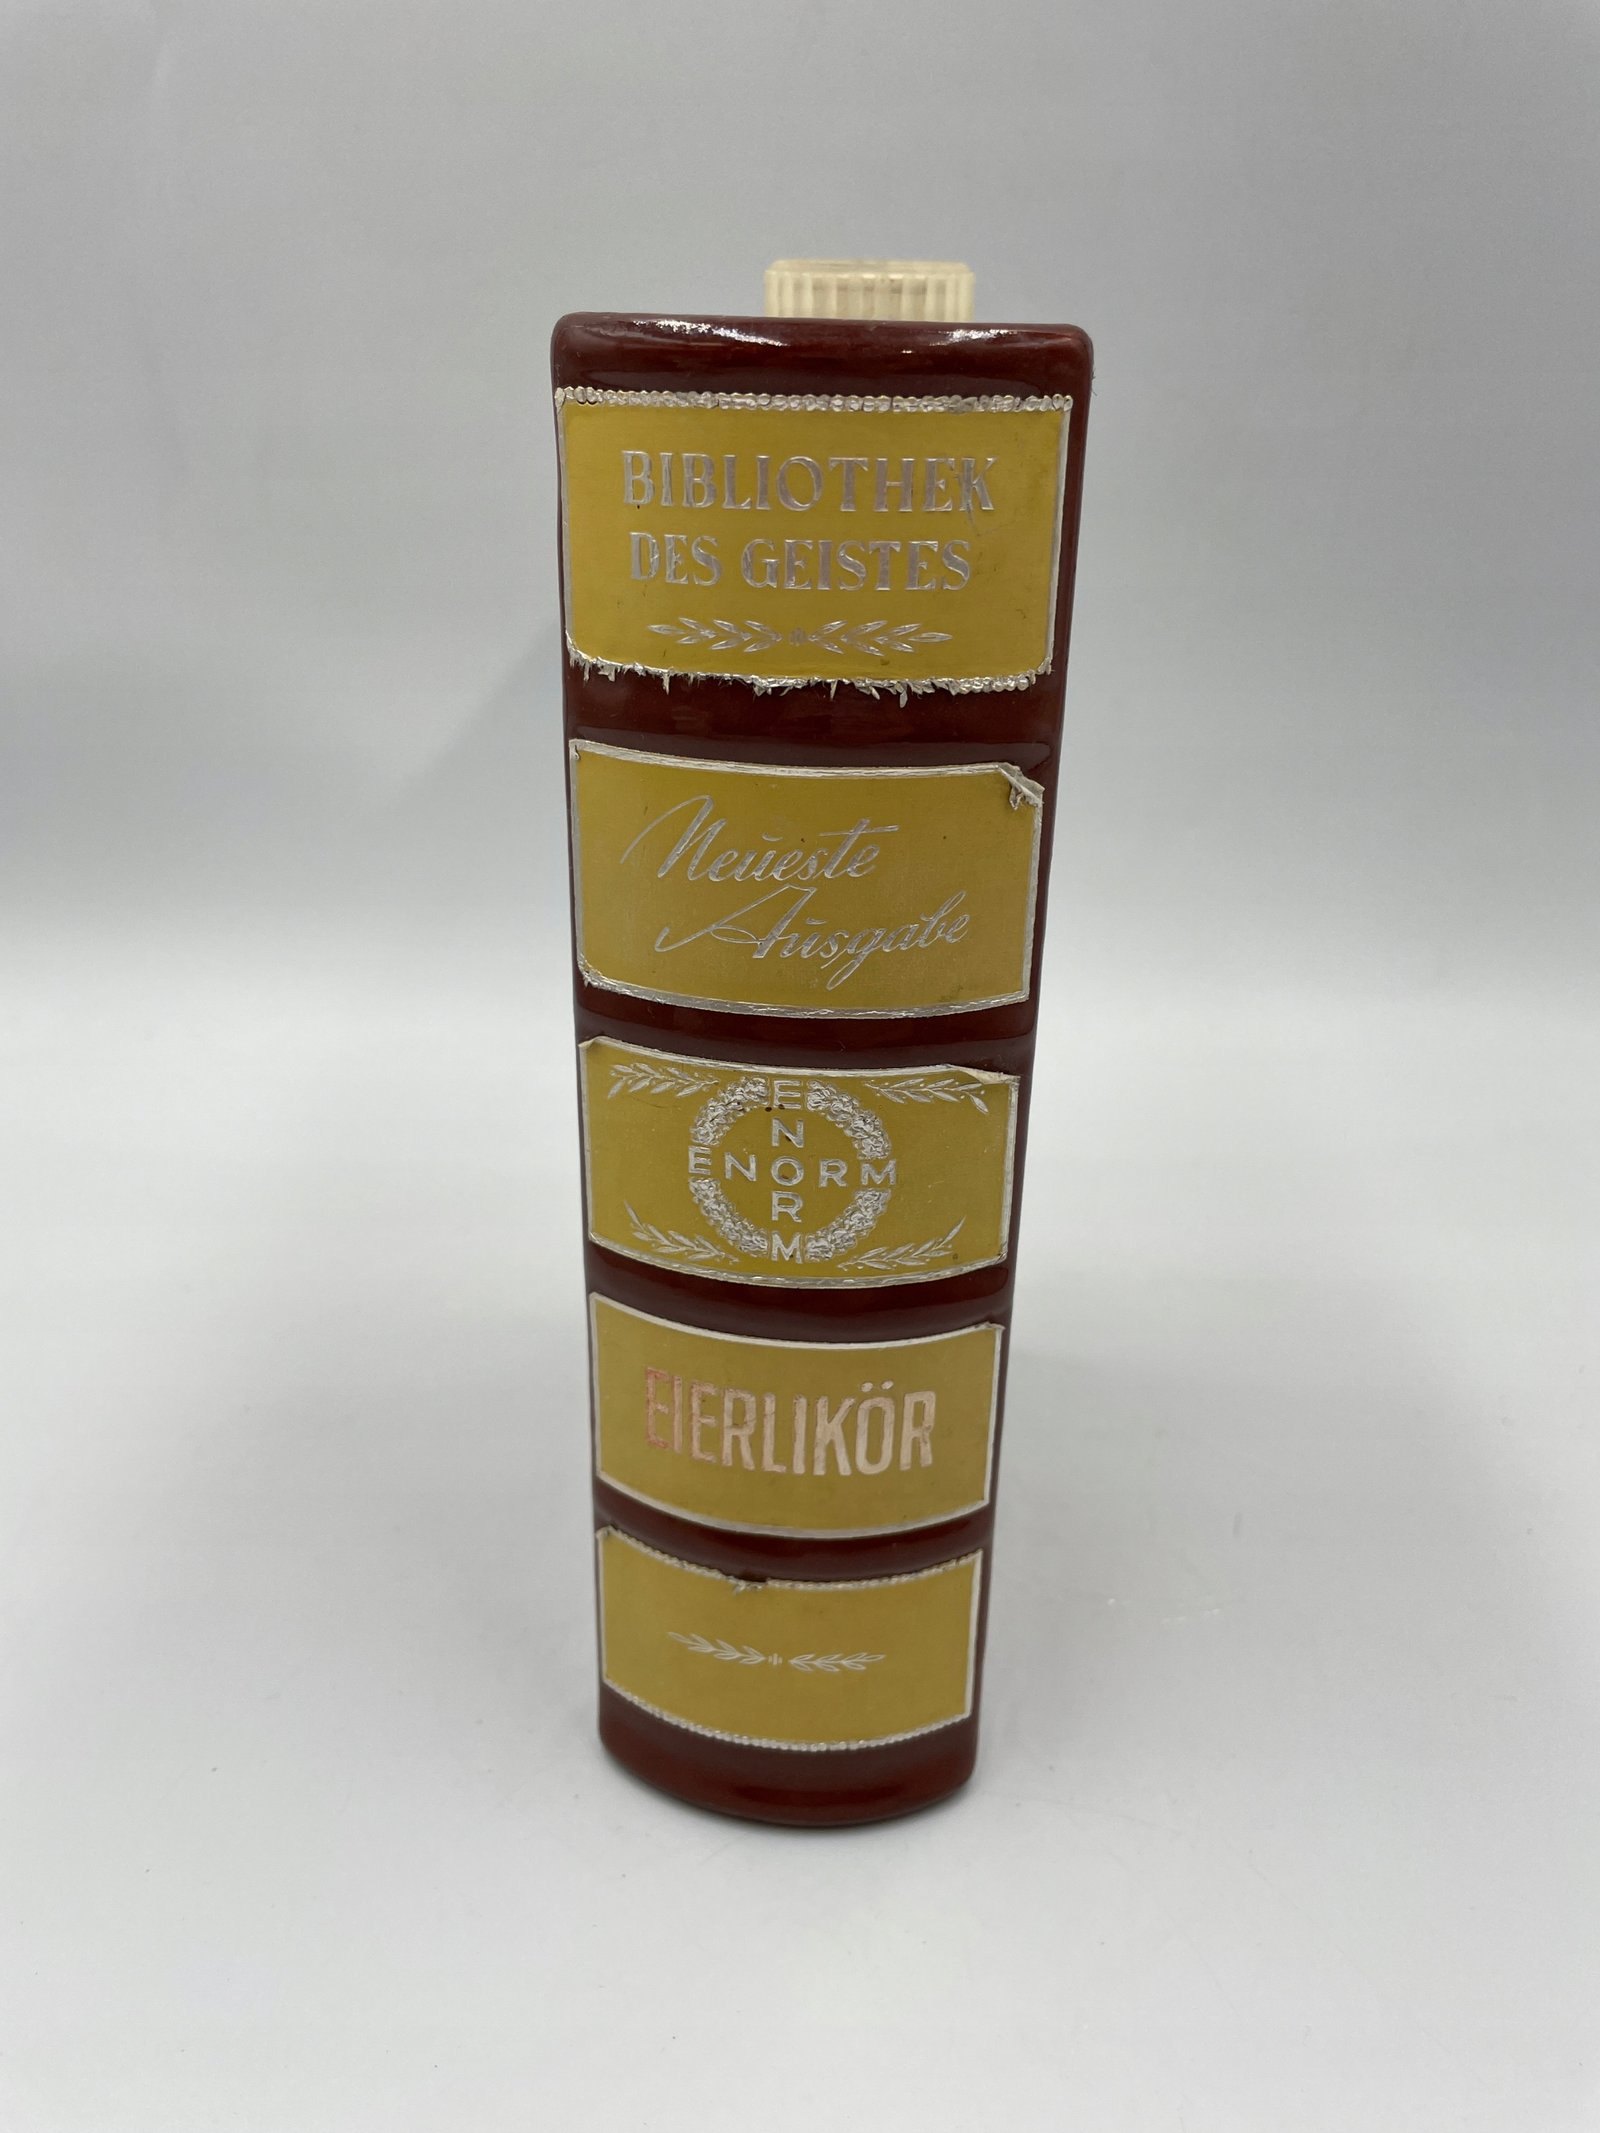 BIBLIOTHEK
DES GEISTES
Neueste
Ausgabe
ENORM
ENORM
EIERLIKÖR